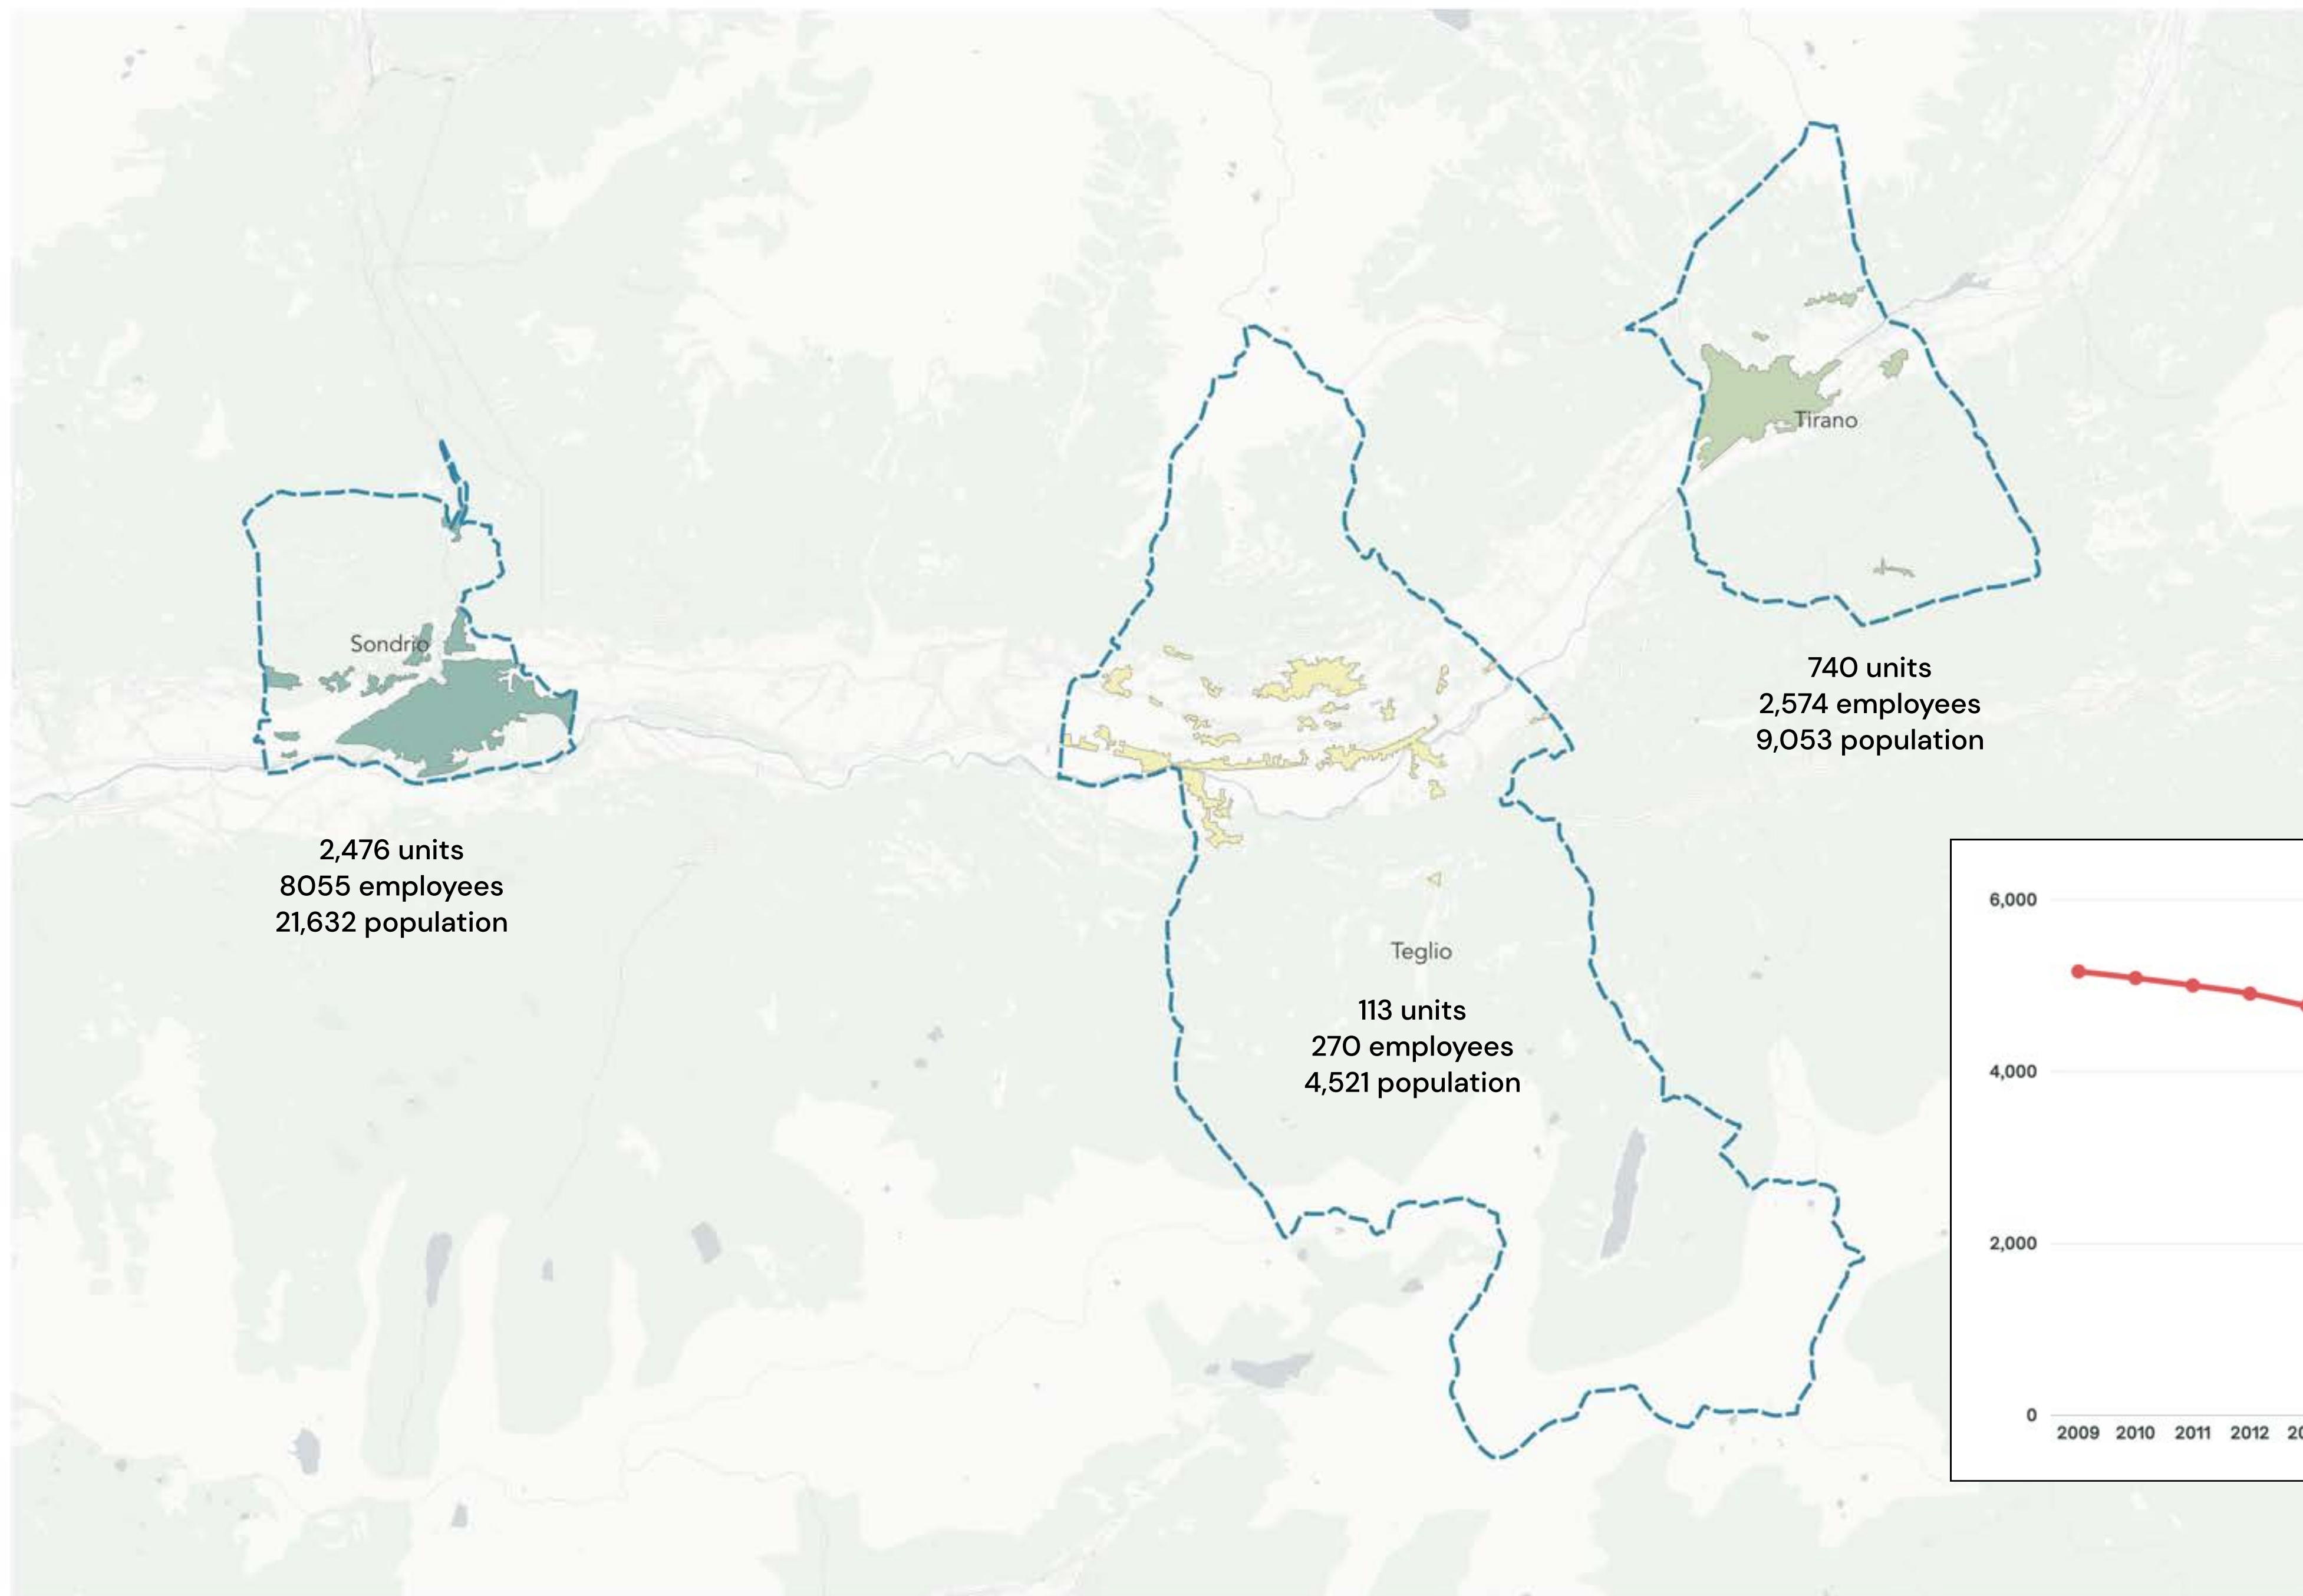 Tirano
Sondrio
740 units
2,574 employees
9,053 population
2,476 units
8055 employees
21,632 population
Teglio
113 units
270 employees
4,521 population
6,000
4,000
2,000
0
2009 2010 2011 2012